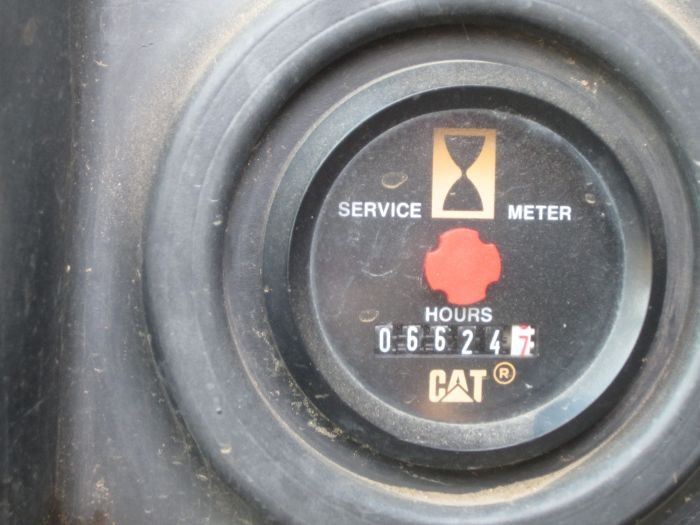 SERVICE METER
HOURS
066247
CAT ®